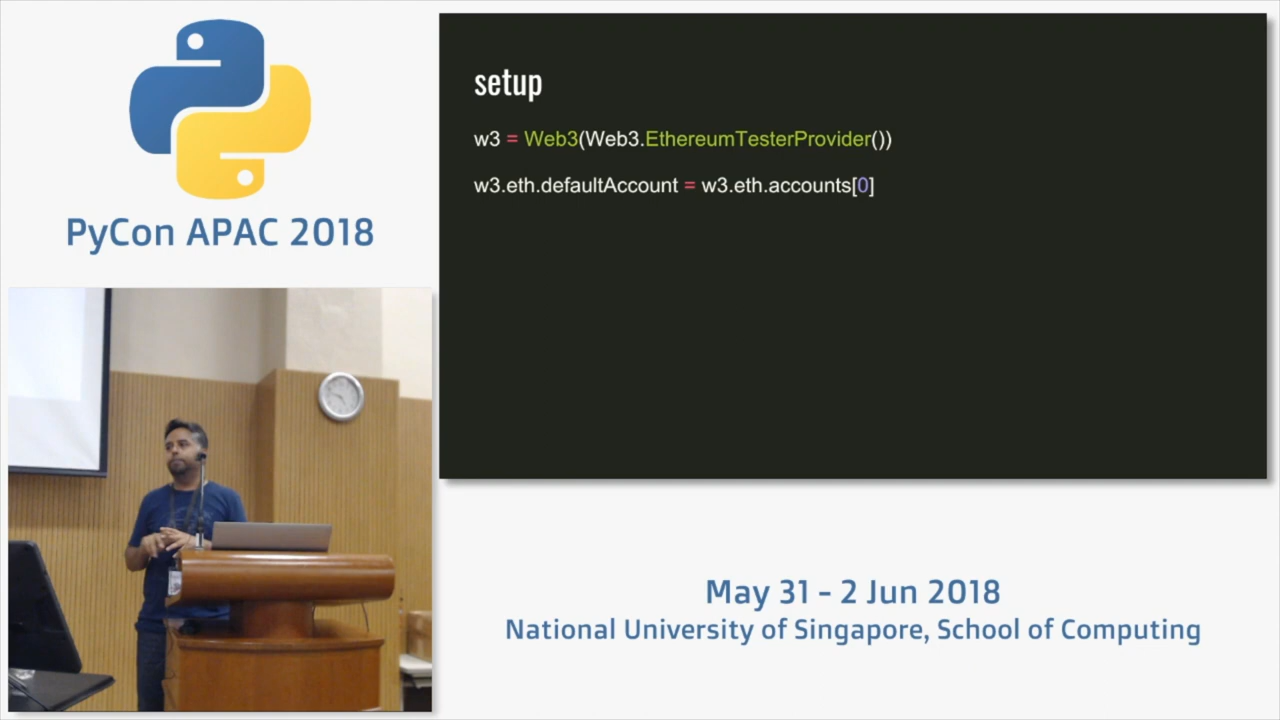 PyCon APAC 2018
setup
w3 = Web3(Web3.EthereumTesterProvider())
w3.eth.defaultAccount = w3.eth.accounts[0]
May 31 - 2 Jun 2018
National University of Singapore, School of Computing